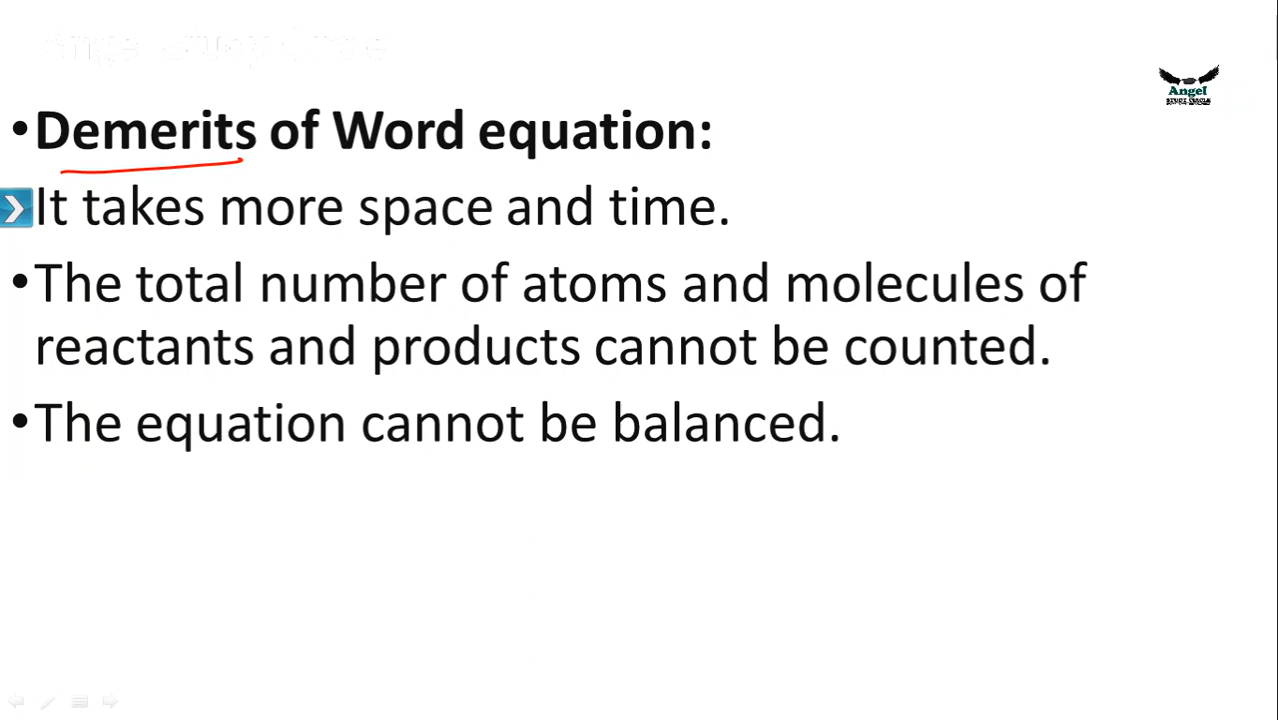 Angel
• Demerits of Word equation:
It takes more space and time.
• The total number of atoms and molecules of
reactants and products cannot be counted.
• The equation cannot be balanced.